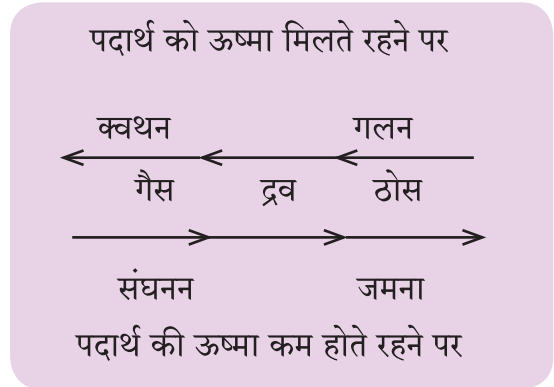 पदार्थ को ऊष्मा मिलते रहने पर
क्वथन गलन
गैस द्रव ठोस
संघनन जमना
पदार्थ की ऊष्मा कम होते रहने पर